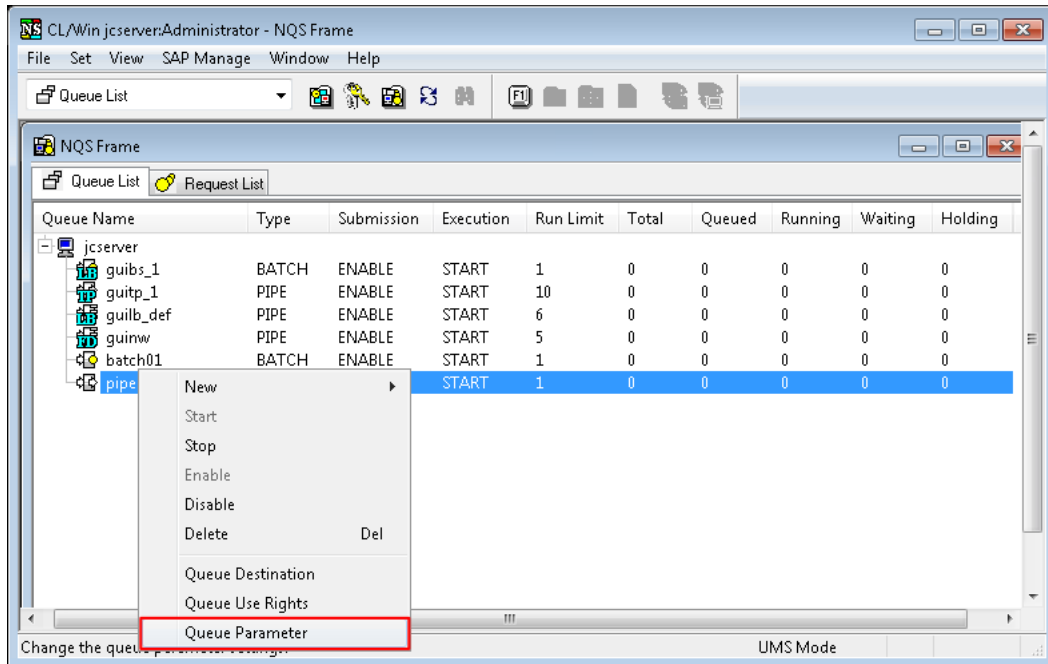 CL/Win jcserver:Administrator - NQS Frame
File Set View SAP Manage Window Help
Queue List F1
NQS Frame
Queue List Request List
Queue Name Type Submission Execution Run Limit Total Queued Running Waiting Holding
jcserver
guibs_1 BATCH ENABLE START 1 0 0 0 0 0
guitp_1 PIPE ENABLE START 10 0 0 0 0 0
guilb_def PIPE ENABLE START 6 0 0 0 0 0
guinw PIPE ENABLE START 5 0 0 0 0 0
batch01 BATCH ENABLE START 1 0 0 0 0 0
pipe START 1 0 0 0 0 0
New
Start
Stop
Enable
Disable
Delete Del
Queue Destination
Queue Use Rights
Queue Parameter
Change the queue UMS Mode